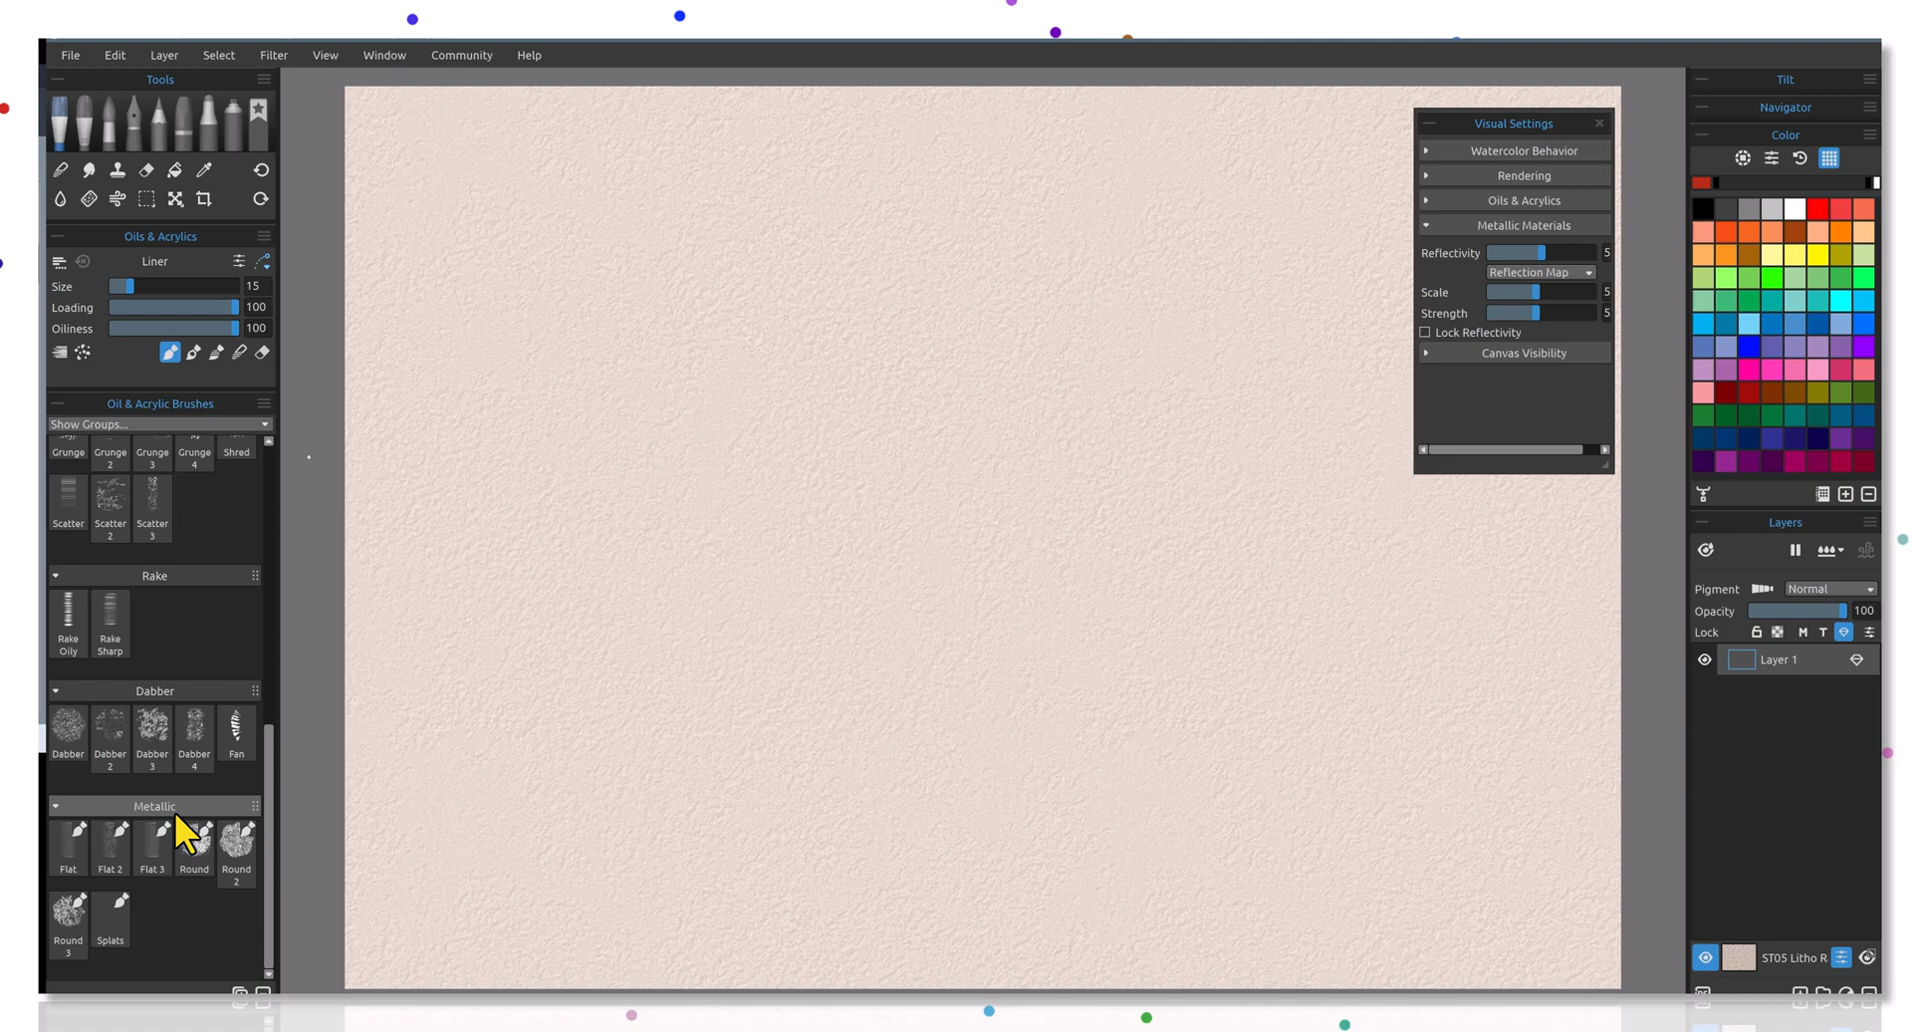 File Edit Layer Select Filter View Window Community Help
Tools
Oils & Acrylics
Liner
Size 15
Loading 100
Oiliness 100
Oil & Acrylic Brushes
Show Groups...
Grunge Grunge 2 Grunge 3 Grunge 4 Shred
Scatter Scatter 2 Scatter 3
Rake
Rake Oily Rake Sharp
Dabber
Dabber Dabber 2 Dabber 3 Dabber 4 Fan
Metallic
Flat Flat 2 Flat 3 Round Round 2
Round 3 Splats
Visual Settings
Watercolor Behavior
Rendering
Oils & Acrylics
Metallic Materials
Reflectivity 5
Reflection Map
Scale 5
Strength 5
Lock Reflectivity
Canvas Visibility
Tilt
Navigator
Color
Layers
Pigment Normal
Opacity 100
Lock M T
Layer 1
ST05 Litho R